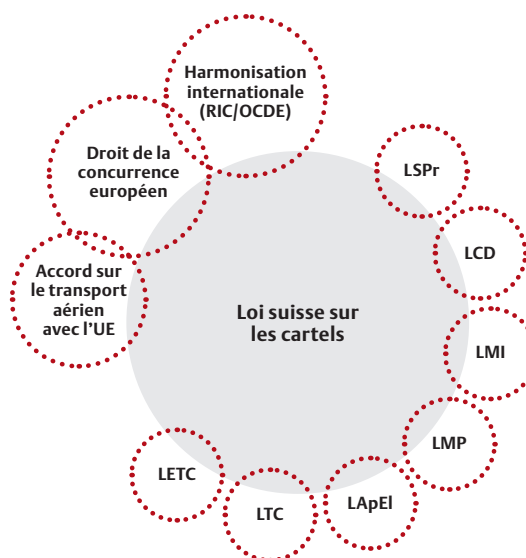 Harmonisation
internationale
(RIC/OCDE)
Droit de la
concurrence
européen
Accord sur
le transport
aérien
avec l'UE
Loi suisse sur
les cartels
LSPr
LCD
LMI
LMP
LApEl
LTC
LETC